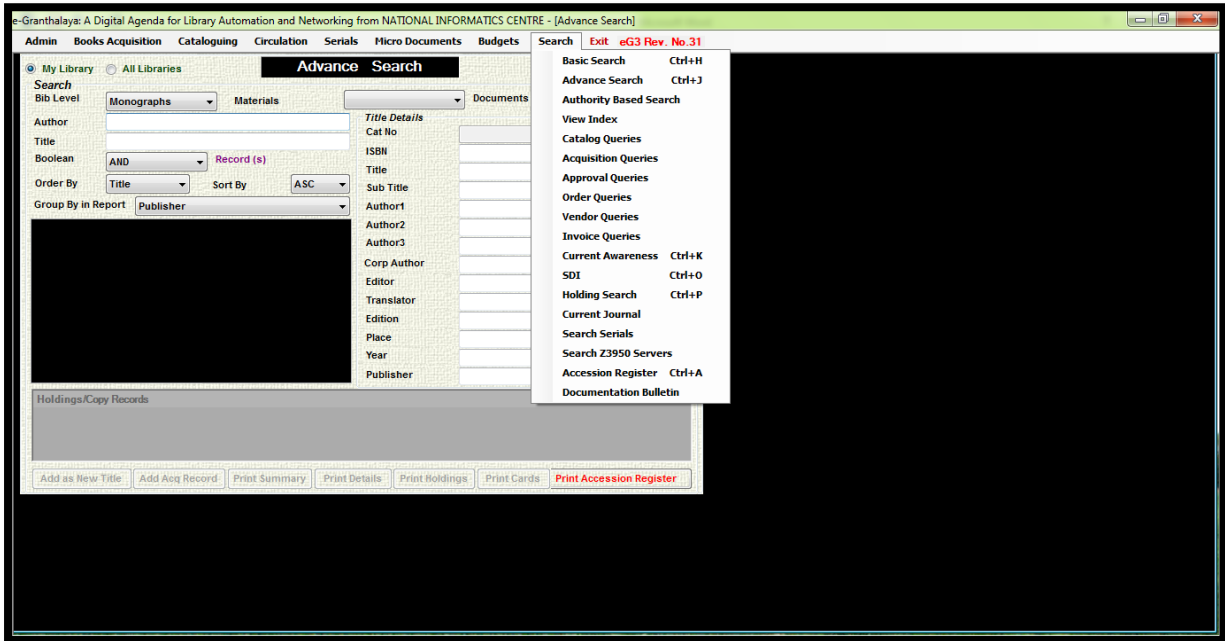 e-Granthalaya: A Digital Agenda for Library Automation and Networking from NATIONAL INFORMATICS CENTRE - [Advance Search]
Admin Books Acquisition Cataloguing Circulation Serials Micro Documents Budgets Search Exit eG3 Rev. No.31
My Library All Libraries Advance Search
Search
Bib Level Monographs Materials Documents
Author
Title
Boolean AND Record (s)
Order By Title Sort By ASC
Group By in Report Publisher
Title Details
Cat No
ISBN
Title
Sub Title
Author1
Author2
Author3
Corp Author
Editor
Translator
Edition
Place
Year
Publisher
Basic Search Ctrl+H
Advance Search Ctrl+J
Authority Based Search
View Index
Catalog Queries
Acquisition Queries
Approval Queries
Order Queries
Vendor Queries
Invoice Queries
Current Awareness Ctrl+K
SDI Ctrl+O
Holding Search Ctrl+P
Current Journal
Search Serials
Search Z3950 Servers
Accession Register Ctrl+A
Documentation Bulletin
Holdings/Copy Records
Add as New Title Add Acq Record Print Summary Print Details Print Holdings Print Cards Print Accession Register